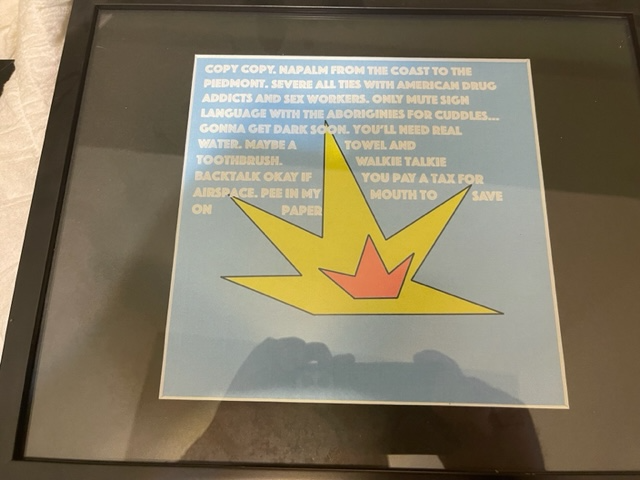 COPY COPY. NAPALM FROM THE COAST TO THE
PIEDMONT. SEVERE ALL TIES WITH AMERICAN DRUG
ADDICTS AND SEX WORKERS. ONLY MUTE SIGN
LANGUAGE WITH THE ABORIGINIES FOR CUDDLES...
GONNA GET DARK SOON. YOU'LL NEED REAL
WATER. MAYBE A TOWEL AND
TOOTHBRUSH. WALKIE TALKIE
BACKTALK OKAY IF YOU PAY A TAX FOR
AIRSPACE. PEE IN MY MOUTH TO SAVE
ON PAPER